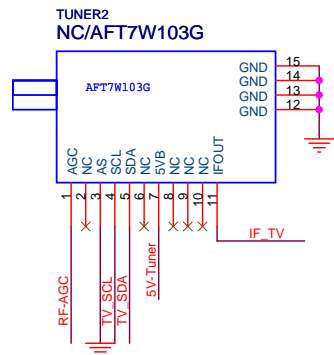 TUNER2
NC/AFT7W103G
AFT7W103G
GND 15
GND 14
GND 13
GND 12
AGC NC AS SCL SDA NC 5VB NC NC NC IFOUT
1 2 3 4 5 6 7 8 9 10 11
RF-AGC
TV_SCL
TV_SDA
5V-Tuner
IF_TV